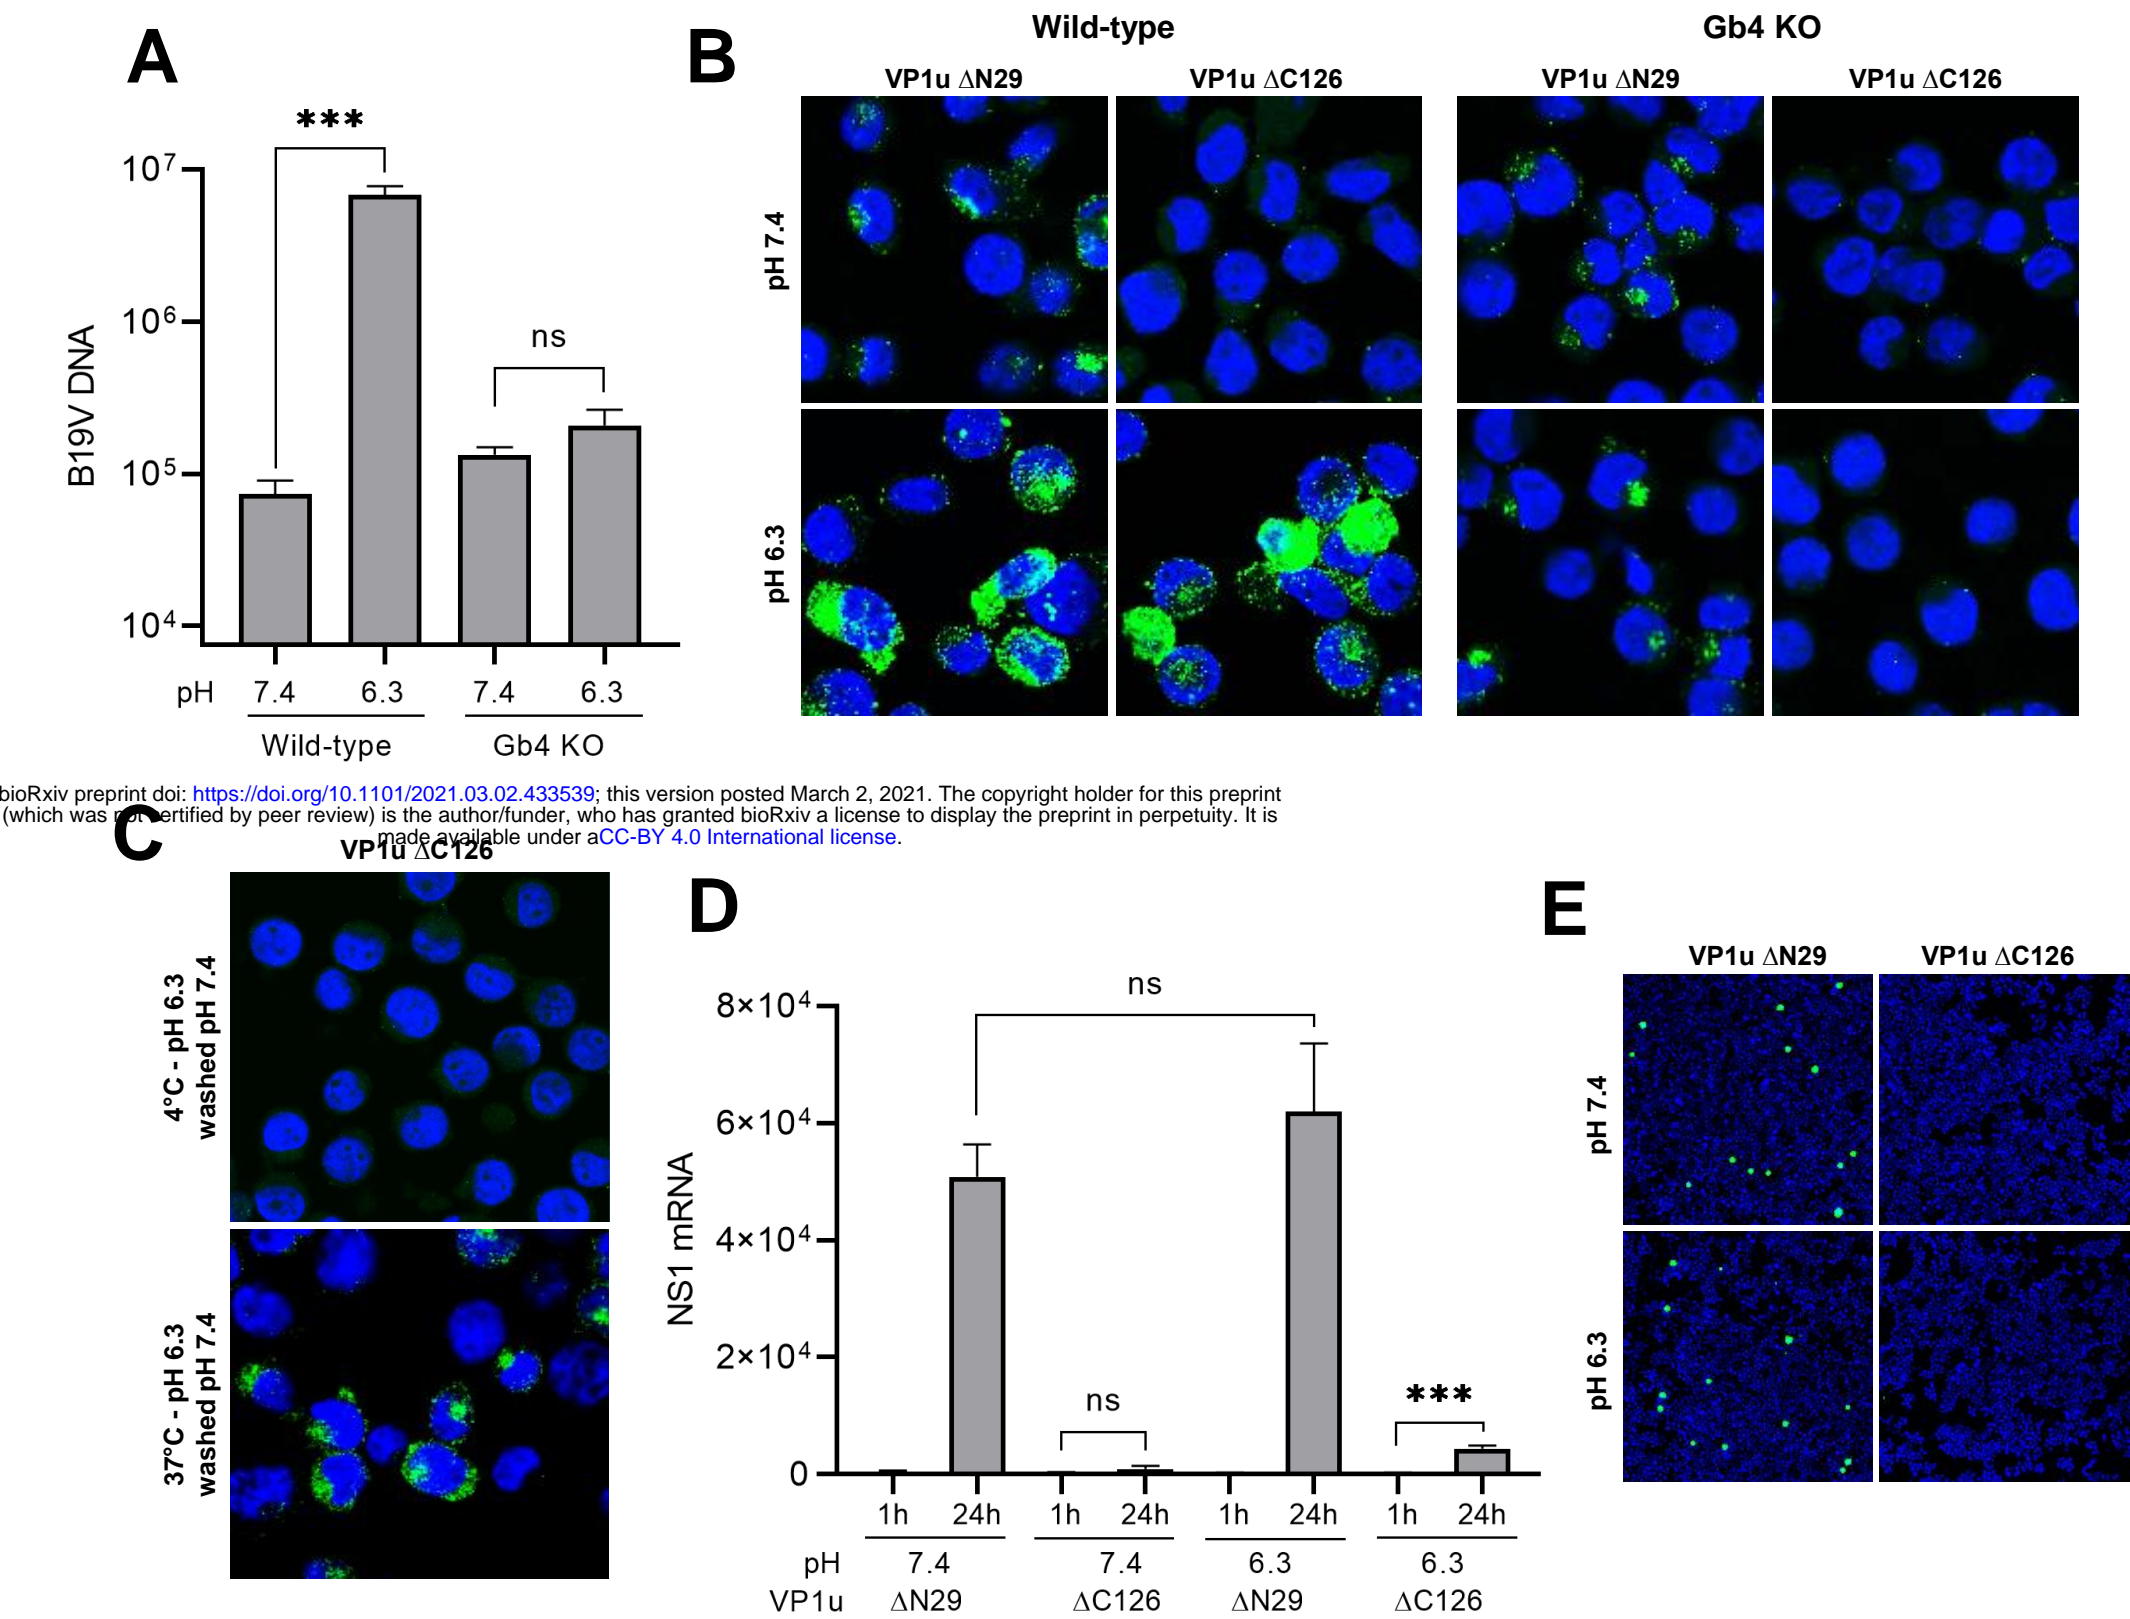 A
***
ns
B19V DNA
10⁷
10⁶
10⁵
10⁴
pH 7.4 6.3 7.4 6.3
Wild-type Gb4 KO
B
Wild-type Gb4 KO
VP1u ΔN29 VP1u ΔC126 VP1u ΔN29 VP1u ΔC126
pH 7.4
pH 6.3
bioRxiv preprint doi: https://doi.org/10.1101/2021.03.02.433539; this version posted March 2, 2021. The copyright holder for this preprint
(which was not certified by peer review) is the author/funder, who has granted bioRxiv a license to display the preprint in perpetuity. It is
made available under aCC-BY 4.0 International license.
C
VP1u ΔC126
4°C - pH 6.3
washed pH 7.4
37°C - pH 6.3
washed pH 7.4
D
ns
ns
***
NS1 mRNA
8×10⁴
6×10⁴
4×10⁴
2×10⁴
0
1h 24h 1h 24h 1h 24h 1h 24h
pH 7.4 7.4 6.3 6.3
VP1u ΔN29 ΔC126 ΔN29 ΔC126
E
VP1u ΔN29 VP1u ΔC126
pH 7.4
pH 6.3